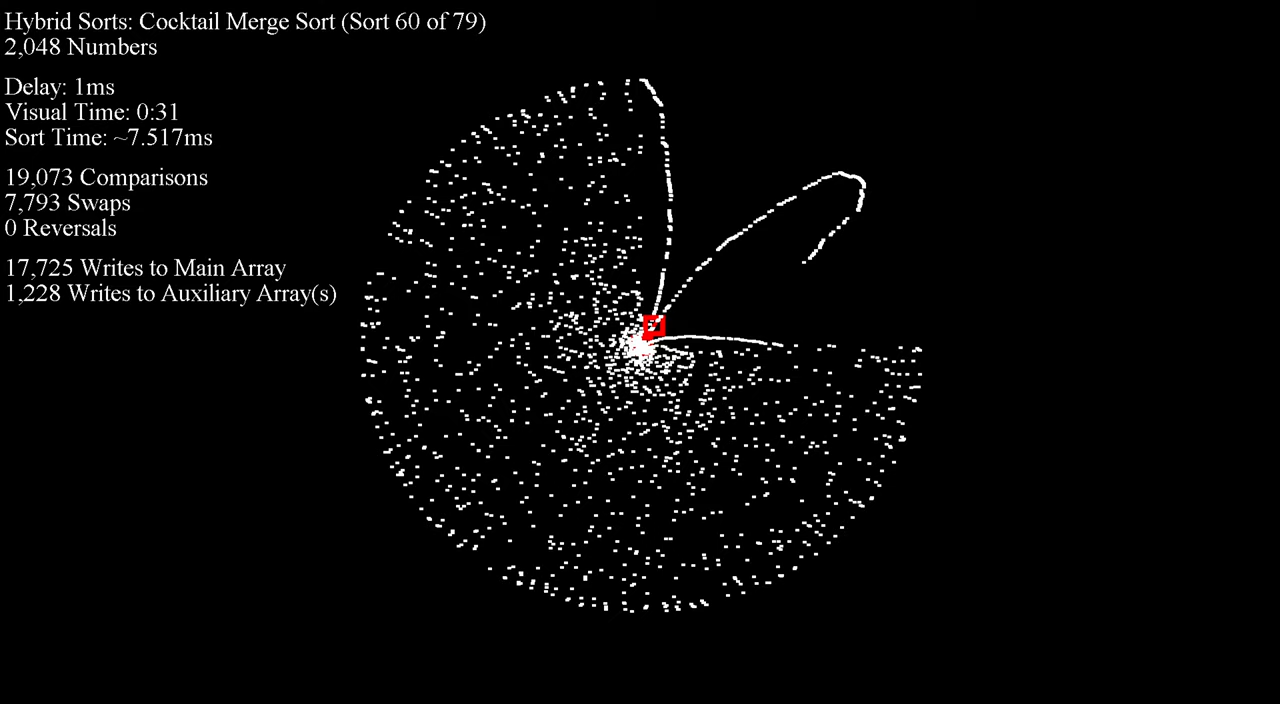 Hybrid Sorts: Cocktail Merge Sort (Sort 60 of 79)
2,048 Numbers
Delay: 1ms
Visual Time: 0:31
Sort Time: ~7.517ms
19,073 Comparisons
7,793 Swaps
0 Reversals
17,725 Writes to Main Array
1,228 Writes to Auxiliary Array(s)